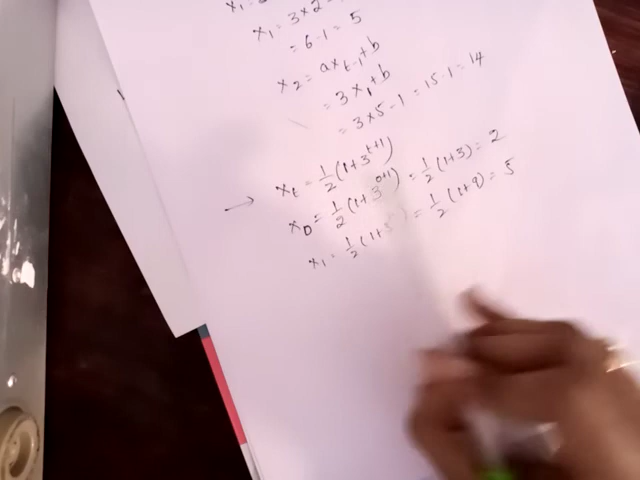 x₁ = 3×2
= 6-1 = 5
x₂ = ax_{t-1}+b
= 3x₁+b
= 3×5-1 = 15-1 = 14
→ x_t = 1/2 (1+3^{t+1})
x₀ = 1/2 (1+3^{0+1}) = 1/2 (1+3) = 2
x₁ = 1/2 (1+3 ) = 1/2 (1+9) = 5